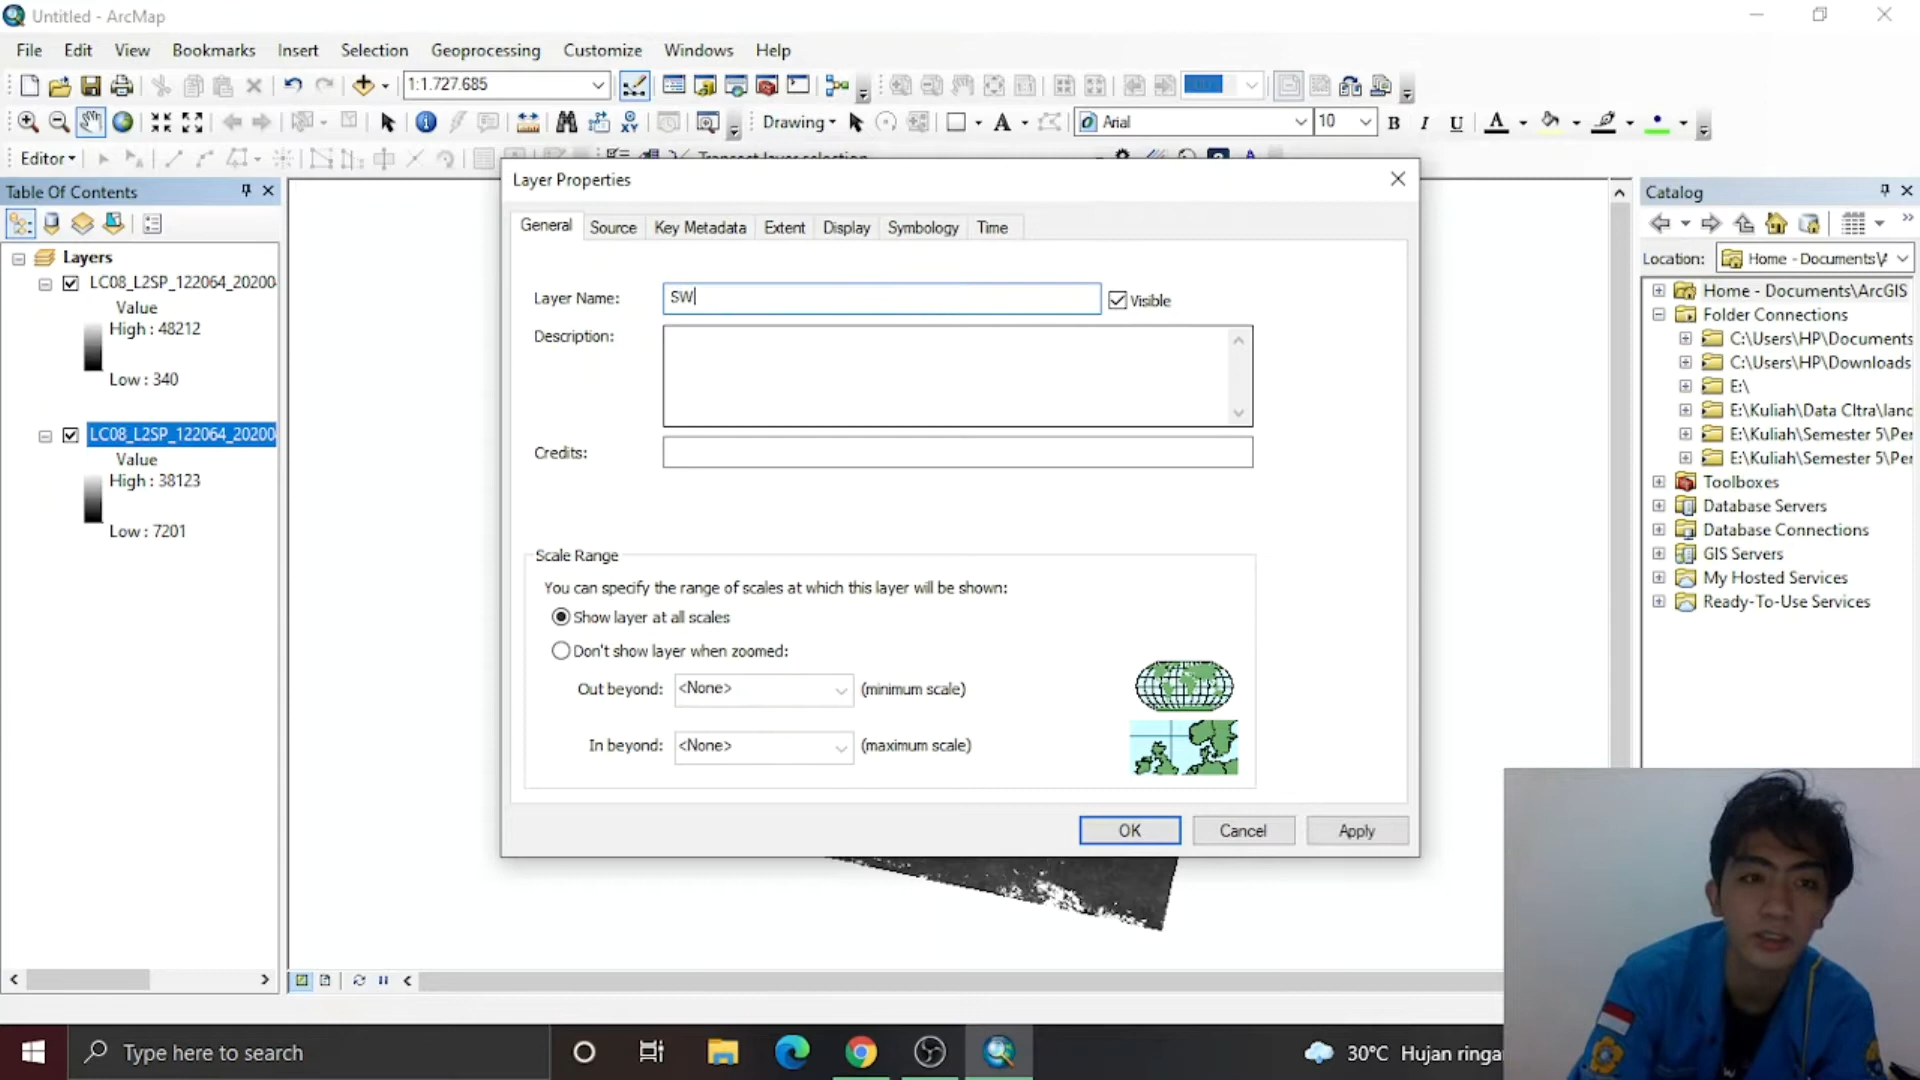 Untitled - ArcMap
File Edit View Bookmarks Insert Selection Geoprocessing Customize Windows Help
1:1.727.685
Drawing Arial 10 B I U A
Editor
Table Of Contents
Layers
LC08_L2SP_122064_20200
Value
High : 48212
Low : 340
LC08_L2SP_122064_20200
Value
High : 38123
Low : 7201
Layer Properties
General Source Key Metadata Extent Display Symbology Time
Layer Name: SW Visible
Description:
Credits:
Scale Range
You can specify the range of scales at which this layer will be shown:
Show layer at all scales
Don't show layer when zoomed:
Out beyond: <None> (minimum scale)
In beyond: <None> (maximum scale)
OK Cancel Apply
Catalog
Location: Home - Documents\
Home - Documents\ArcGIS
Folder Connections
C:\Users\HP\Documents
C:\Users\HP\Downloads
E:\
E:\Kuliah\Data CItra\lanc
E:\Kuliah\Semester 5\Per
E:\Kuliah\Semester 5\Per
Toolboxes
Database Servers
Database Connections
GIS Servers
My Hosted Services
Ready-To-Use Services
Type here to search
30°C Hujan ringa